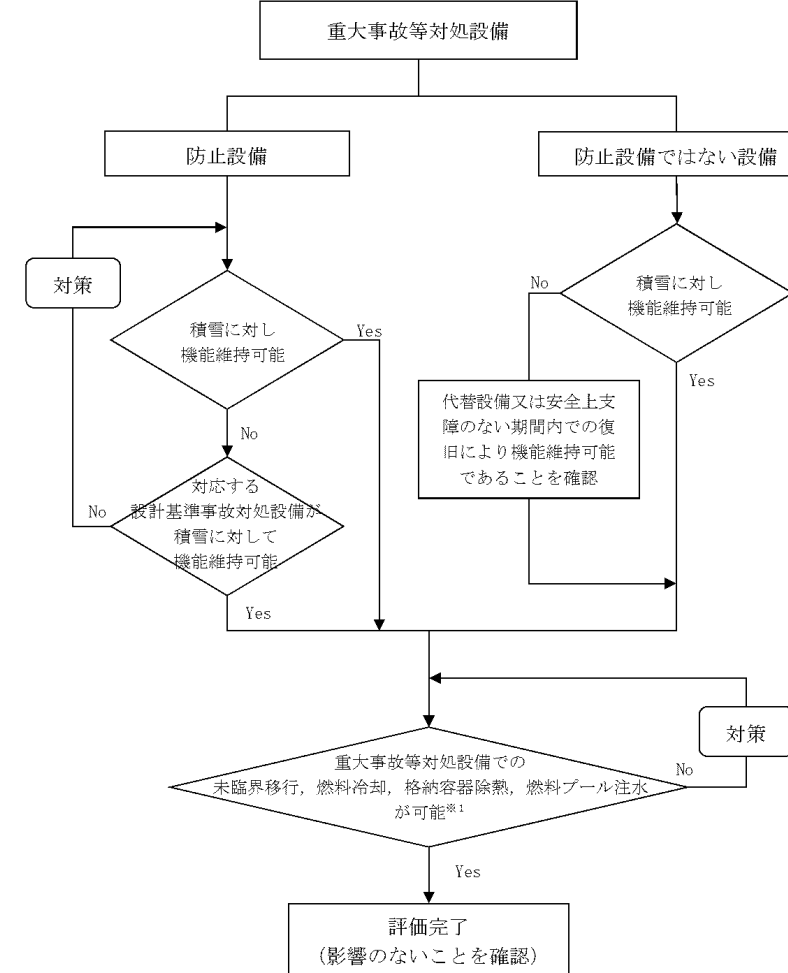 重大事故等対処設備
防止設備
防止設備ではない設備
対策
積雪に対し
機能維持可能
Yes
No
積雪に対し
機能維持可能
No
Yes
代替設備又は安全上支
障のない期間内での復
旧により機能維持可能
であることを確認
対応する
設計基準事故対処設備が
積雪に対して
機能維持可能
No
Yes
対策
重大事故等対処設備での
未臨界移行,燃料冷却,格納容器除熱,燃料プール注水
が可能※1
No
Yes
評価完了
(影響のないことを確認)